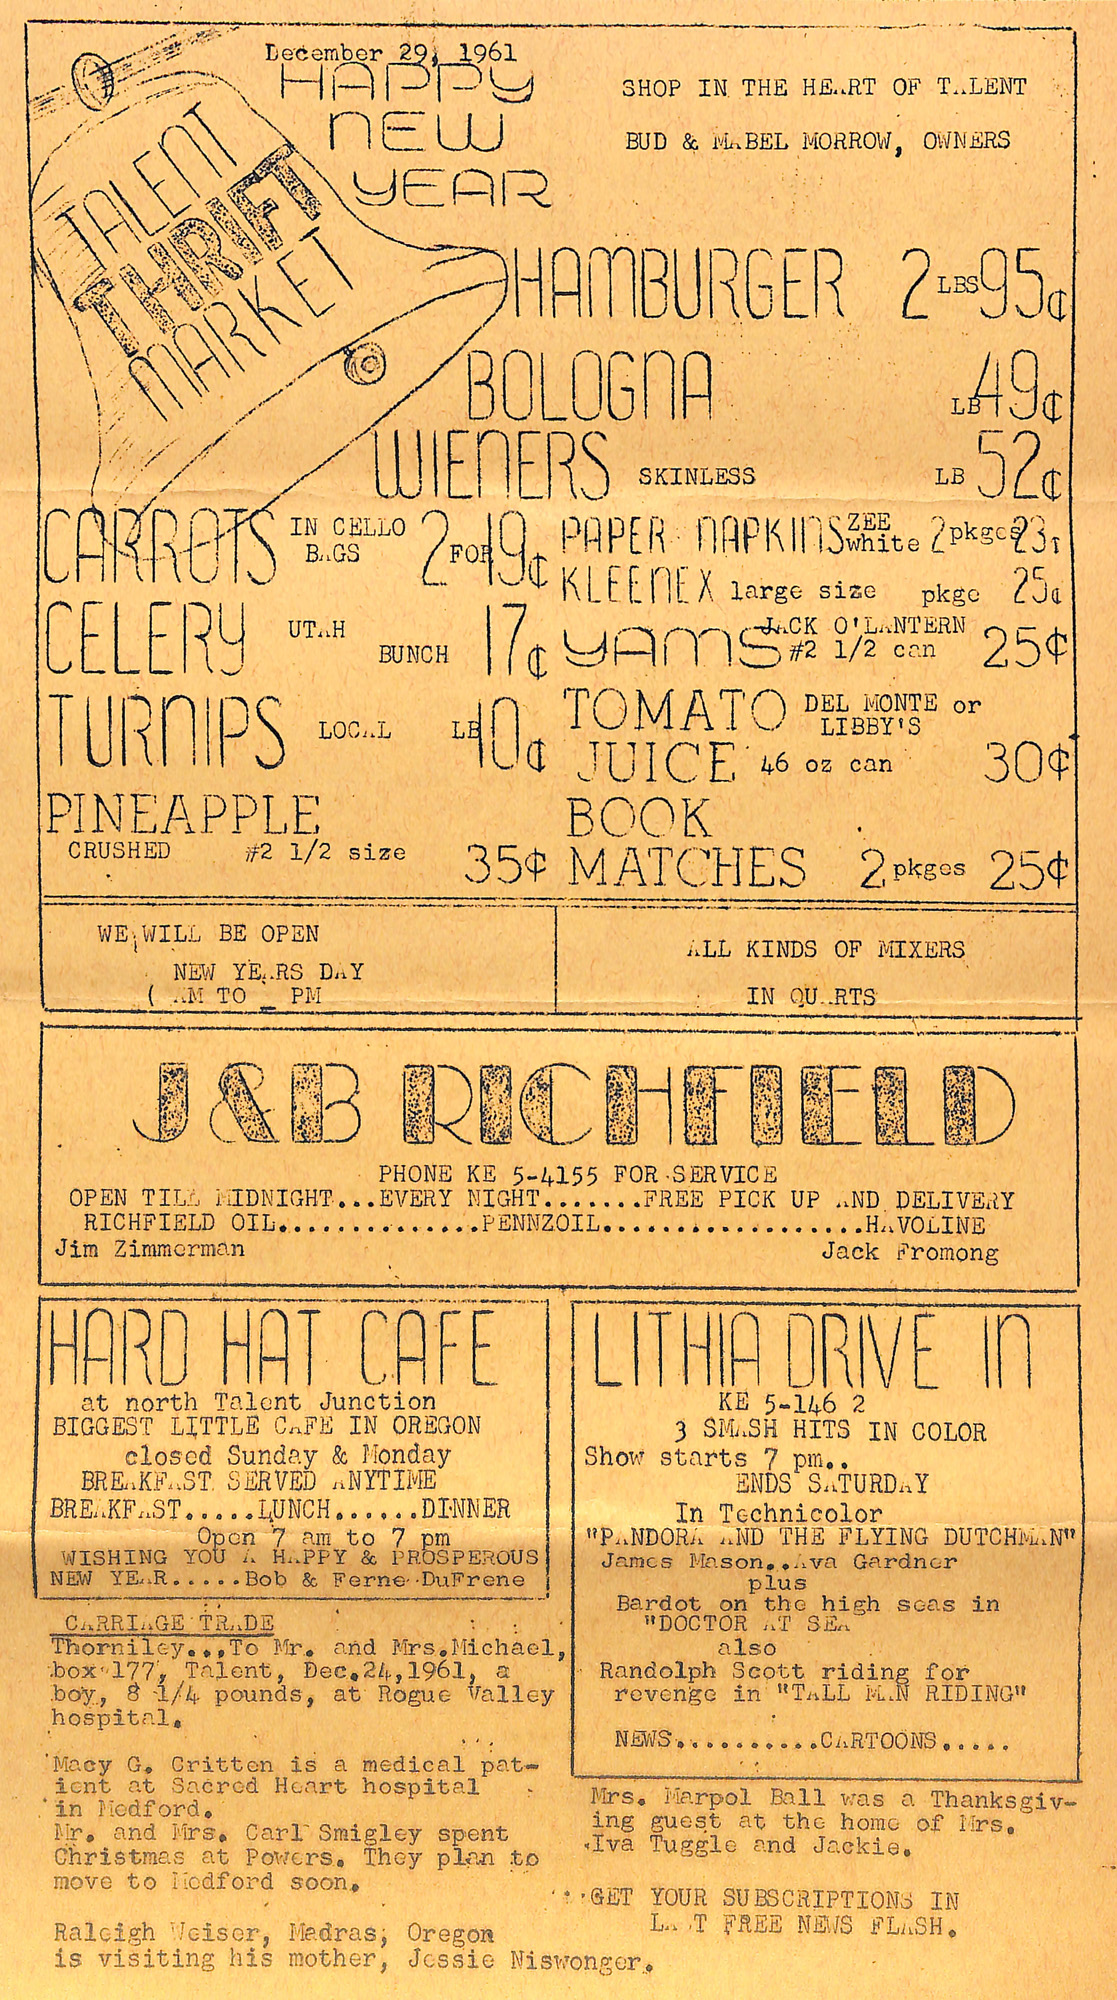 December 29, 1961
HAPPY
NEW
YEAR
SHOP IN THE HEART OF TALENT
BUD & MABEL MORROW, OWNERS
TALENT
THRIFT
MARKET
HAMBURGER 2 LBS 95¢
BOLOGNA LB 49¢
WIENERS SKINLESS LB 52¢
CARROTS IN CELLO BAGS 2 FOR 19¢
CELERY UTAH BUNCH 17¢
TURNIPS LOCAL LB 10¢
PINEAPPLE
CRUSHED #2 1/2 size 35¢
PAPER NAPKINS ZEE white 2 pkges 23¢
KLEENEX large size pkge 25¢
YAMS JACK O'LANTERN #2 1/2 can 25¢
TOMATO DEL MONTE or LIBBY'S
JUICE 46 oz can 30¢
BOOK
MATCHES 2 pkges 25¢
WE WILL BE OPEN
NEW YEARS DAY
AM TO PM
ALL KINDS OF MIXERS
IN QUARTS
J&B RICHFIELD
PHONE KE 5-4155 FOR SERVICE
OPEN TILL MIDNIGHT...EVERY NIGHT.......FREE PICK UP AND DELIVERY
RICHFIELD OIL..............PENNZOIL..................HAVOLINE
Jim Zimmerman Jack Fromong
HARD HAT CAFE
at north Talent Junction
BIGGEST LITTLE CAFE IN OREGON
closed Sunday & Monday
BREAKFAST SERVED ANYTIME
BREAKFAST.....LUNCH......DINNER
Open 7 am to 7 pm
WISHING YOU A HAPPY & PROSPEROUS
NEW YEAR.....Bob & Ferne DuFrene
LITHIA DRIVE IN
KE 5-146 2
3 SMASH HITS IN COLOR
Show starts 7 pm..
ENDS SATURDAY
In Technicolor
"PANDORA AND THE FLYING DUTCHMAN"
James Mason..Ava Gardner
plus
Bardot on the high seas in
"DOCTOR AT SEA
also
Randolph Scott riding for
revenge in "TALL MAN RIDING"
NEWS..........CARTOONS.....
CARRIAGE TRADE
Thorniley...To Mr. and Mrs.Michael,
box 177, Talent, Dec.24,1961, a
boy, 8 1/4 pounds, at Rogue Valley
hospital.
Macy G. Critten is a medical pat-
ient at Sacred Heart hospital
in Medford.
Mr. and Mrs. Carl Smigley spent
Christmas at Powers. They plan to
move to Medford soon.
Raleigh Weiser, Madras, Oregon
is visiting his mother, Jessie Niswonger.
Mrs. Marpol Ball was a Thanksgiv-
ing guest at the home of Mrs.
Iva Tuggle and Jackie.
GET YOUR SUBSCRIPTIONS IN
FREE NEWS FLASH.